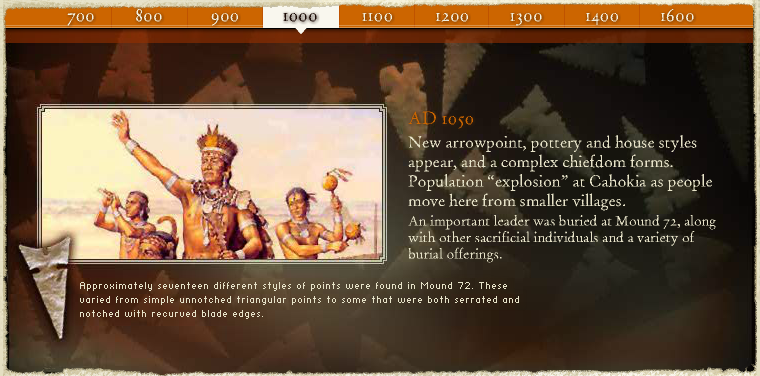 700 800 900 1000 1100 1200 1300 1400 1600
AD 1050
New arrowpoint, pottery and house styles
appear, and a complex chiefdom forms.
Population “explosion” at Cahokia as people
move here from smaller villages.
An important leader was buried at Mound 72, along
with other sacrificial individuals and a variety of
burial offerings.
Approximately seventeen different styles of points were found in Mound 72. These
varied from simple unnotched triangular points to some that were both serrated and
notched with recurved blade edges.